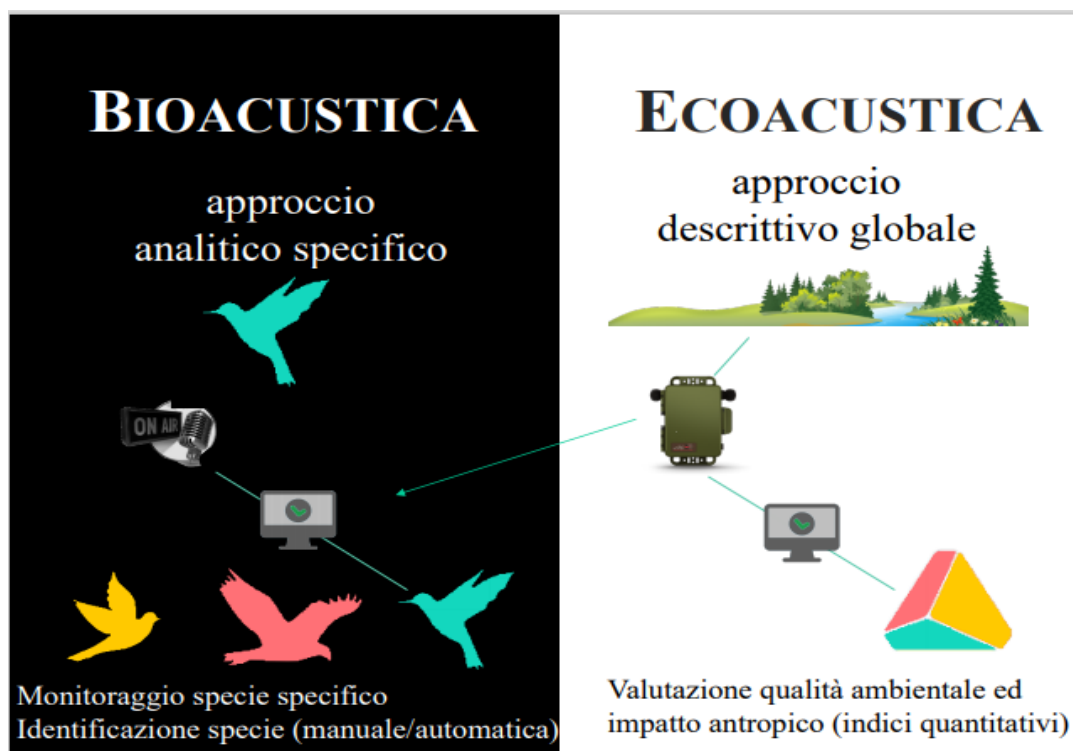 BIOACUSTICA
approccio
analitico specifico
ON AIR
Monitoraggio specie specifico
Identificazione specie (manuale/automatica)
ECOACUSTICA
approccio
descrittivo globale
Valutazione qualità ambientale ed
impatto antropico (indici quantitativi)